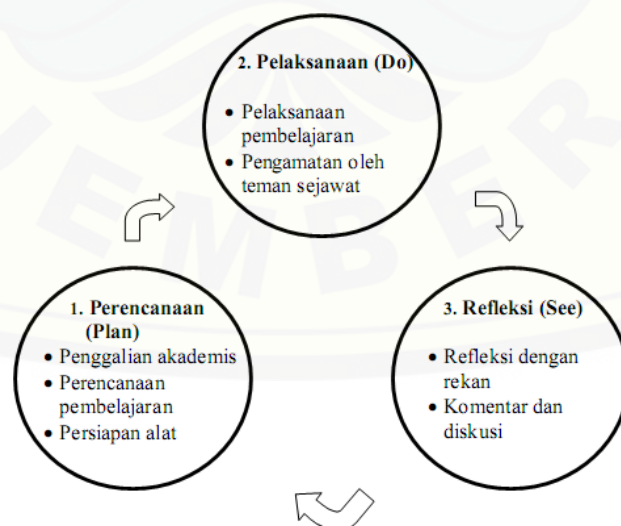 2. Pelaksanaan (Do)
• Pelaksanaan
pembelajaran
• Pengamatan oleh
teman sejawat
1. Perencanaan
(Plan)
• Penggalian akademis
• Perencanaan
pembelajaran
• Persiapan alat
3. Refleksi (See)
• Refleksi dengan
rekan
• Komentar dan
diskusi
EMBER